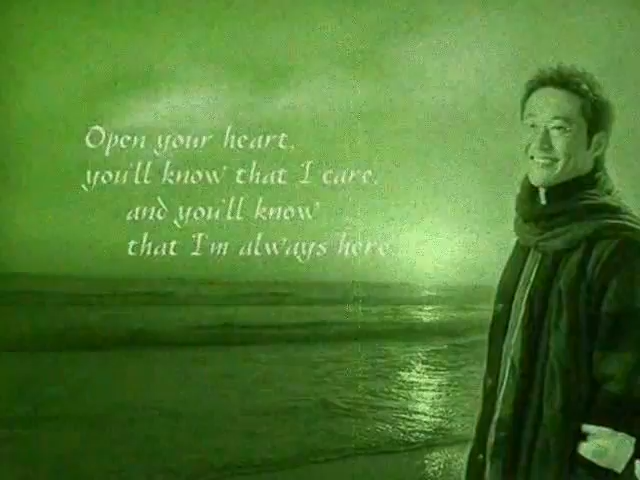 Open your heart,
you'll know that I care,
and you'll know
that I'm always here.